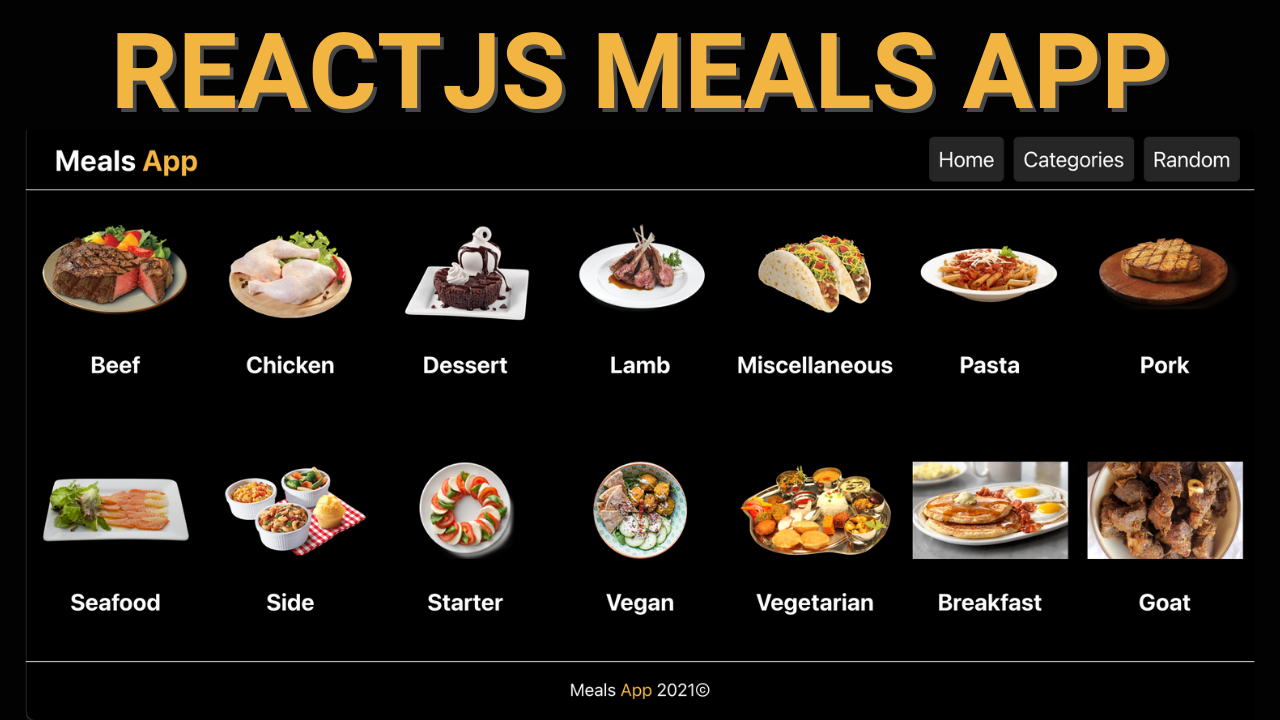 REACTJS MEALS APP
Meals App
Home Categories Random
Beef Chicken Dessert Lamb Miscellaneous Pasta Pork
Seafood Side Starter Vegan Vegetarian Breakfast Goat
Meals App 2021©